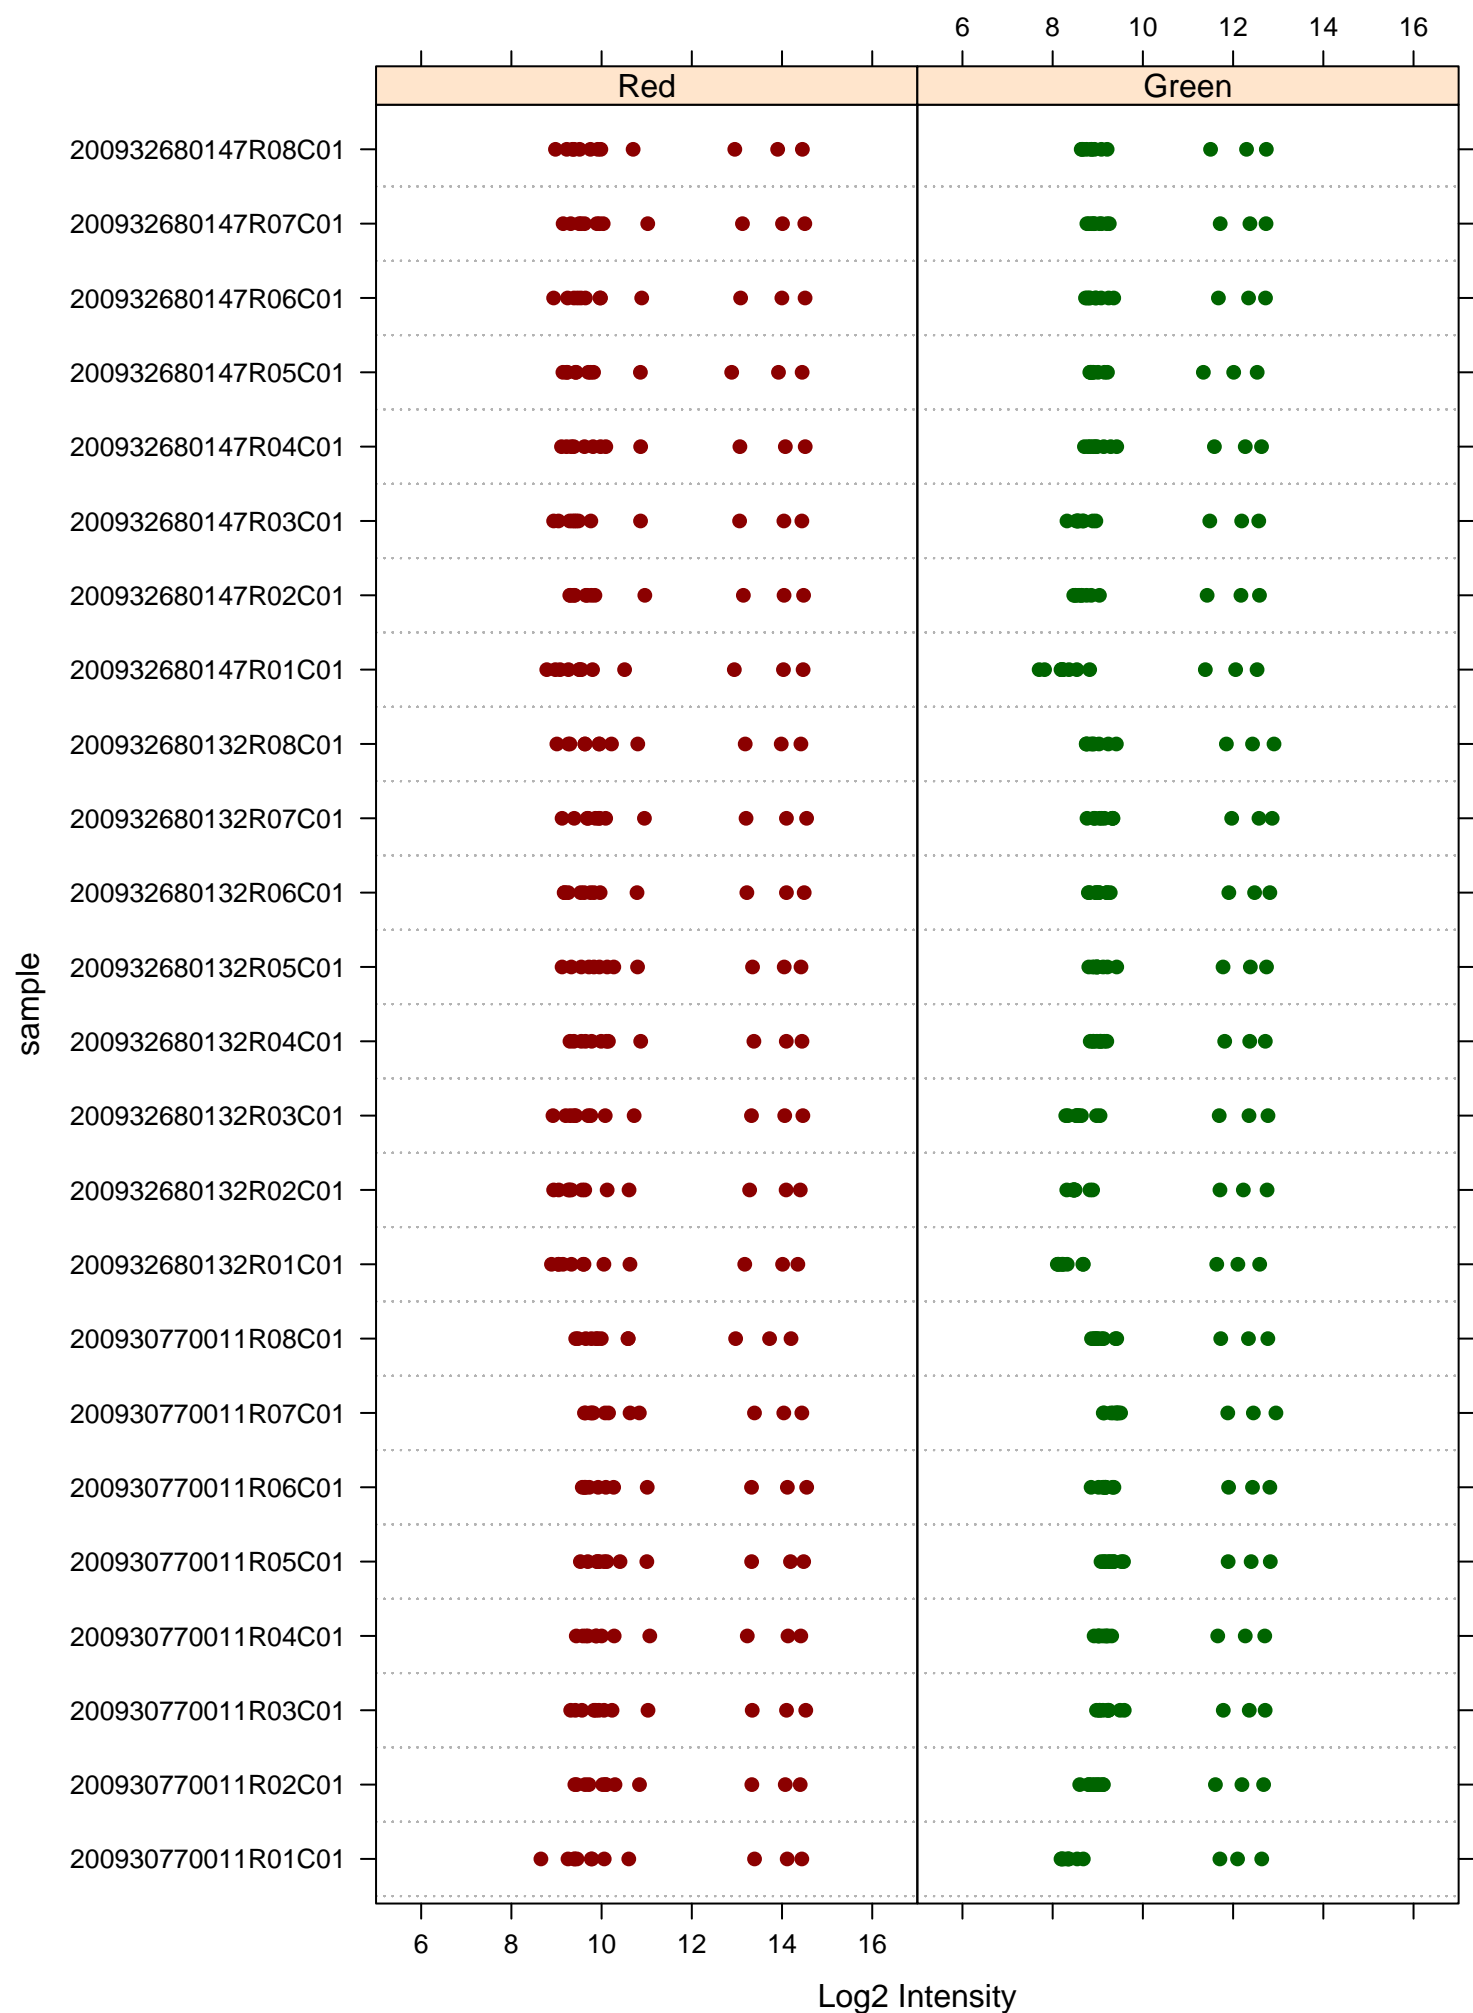 6 8 10 12 14 16
Red Green
200932680147R08C01
200932680147R07C01
200932680147R06C01
200932680147R05C01
200932680147R04C01
200932680147R03C01
200932680147R02C01
200932680147R01C01
200932680132R08C01
200932680132R07C01
200932680132R06C01
200932680132R05C01
200932680132R04C01
200932680132R03C01
200932680132R02C01
200932680132R01C01
200930770011R08C01
200930770011R07C01
200930770011R06C01
200930770011R05C01
200930770011R04C01
200930770011R03C01
200930770011R02C01
200930770011R01C01
sample
6 8 10 12 14 16
Log2 Intensity